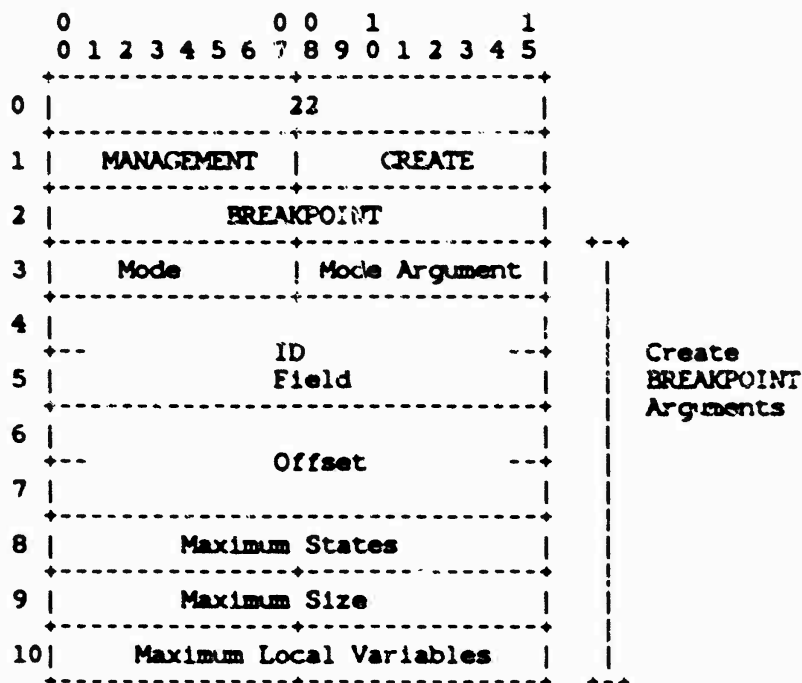 0 0 0 1 1
0 1 2 3 4 5 6 7 8 9 0 1 2 3 4 5
0 | 22 |
1 | MANAGEMENT | CREATE |
2 | BREAKPOINT |
3 | Mode | Mode Argument |
4
ID
5 Field
Create
BREAKPOINT
Arguments
6
Offset
7
8 | Maximum States |
9 | Maximum Size |
10| Maximum Local Variables |